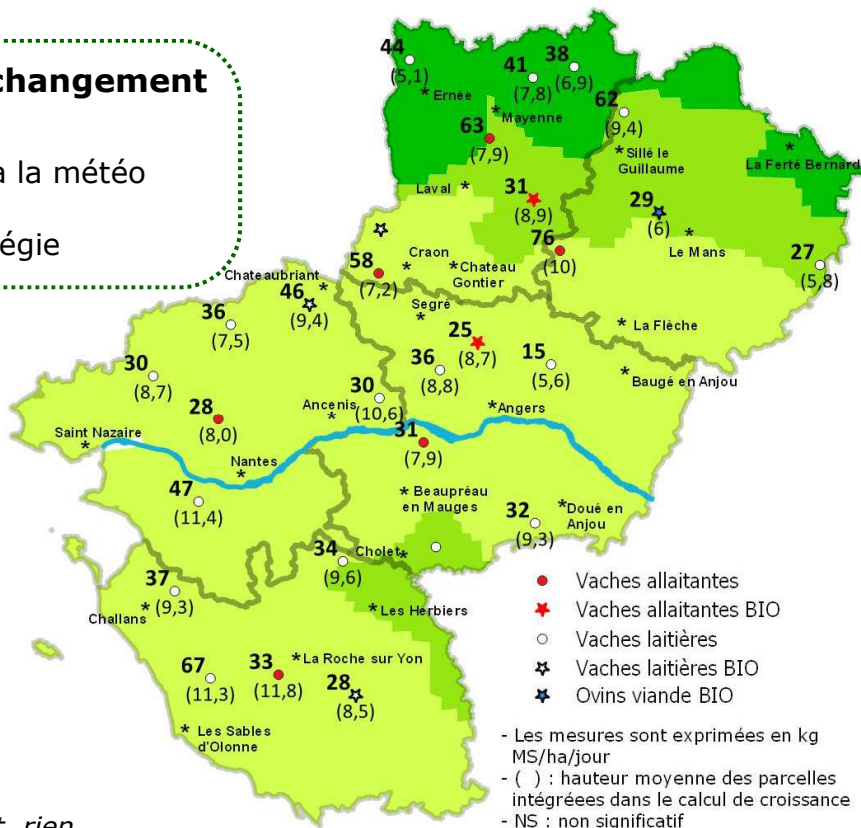 changement
a la météo
égie
44
(5,1)
* Ernée
41
(7,8)
38
(6,9)
* Mayenne
62
(9,4)
63
(7,9)
* Sillé le
Guillaume
*
La Ferté Bernard
Laval *
31
(8,9)
29
(6)
* Le Mans
76
(10)
27
(5,8)
58
(7,2)
Craon
*
* Chateau
Gontier
Chateaubriant *
46
(9,4)
Segré
*
* La Flèche
36
(7,5)
25
(8,7)
36
(8,8)
15
(5,6)
* Baugé en Anjou
30
(8,7)
30
(10,6)
28
(8,0)
Ancenis
*
* Angers
Saint Nazaire
*
31
(7,9)
Nantes
*
47
(11,4)
* Beaupréau
en Mauges
32
(9,3)
* Doué en
Anjou
34
(9,6)
Cholet *
37
(9,3)
Challans *
* Les Herbiers
67
(11,3)
33
(11,8)
* La Roche sur Yon
28
(8,5)
* Les Sables
d'Olonne
Vaches allaitantes
Vaches allaitantes BIO
Vaches laitières
Vaches laitières BIO
Ovins viande BIO
- Les mesures sont exprimées en kg
MS/ha/jour
- ( ) : hauteur moyenne des parcelles
intégréees dans le calcul de croissance
- NS : non significatif
rien